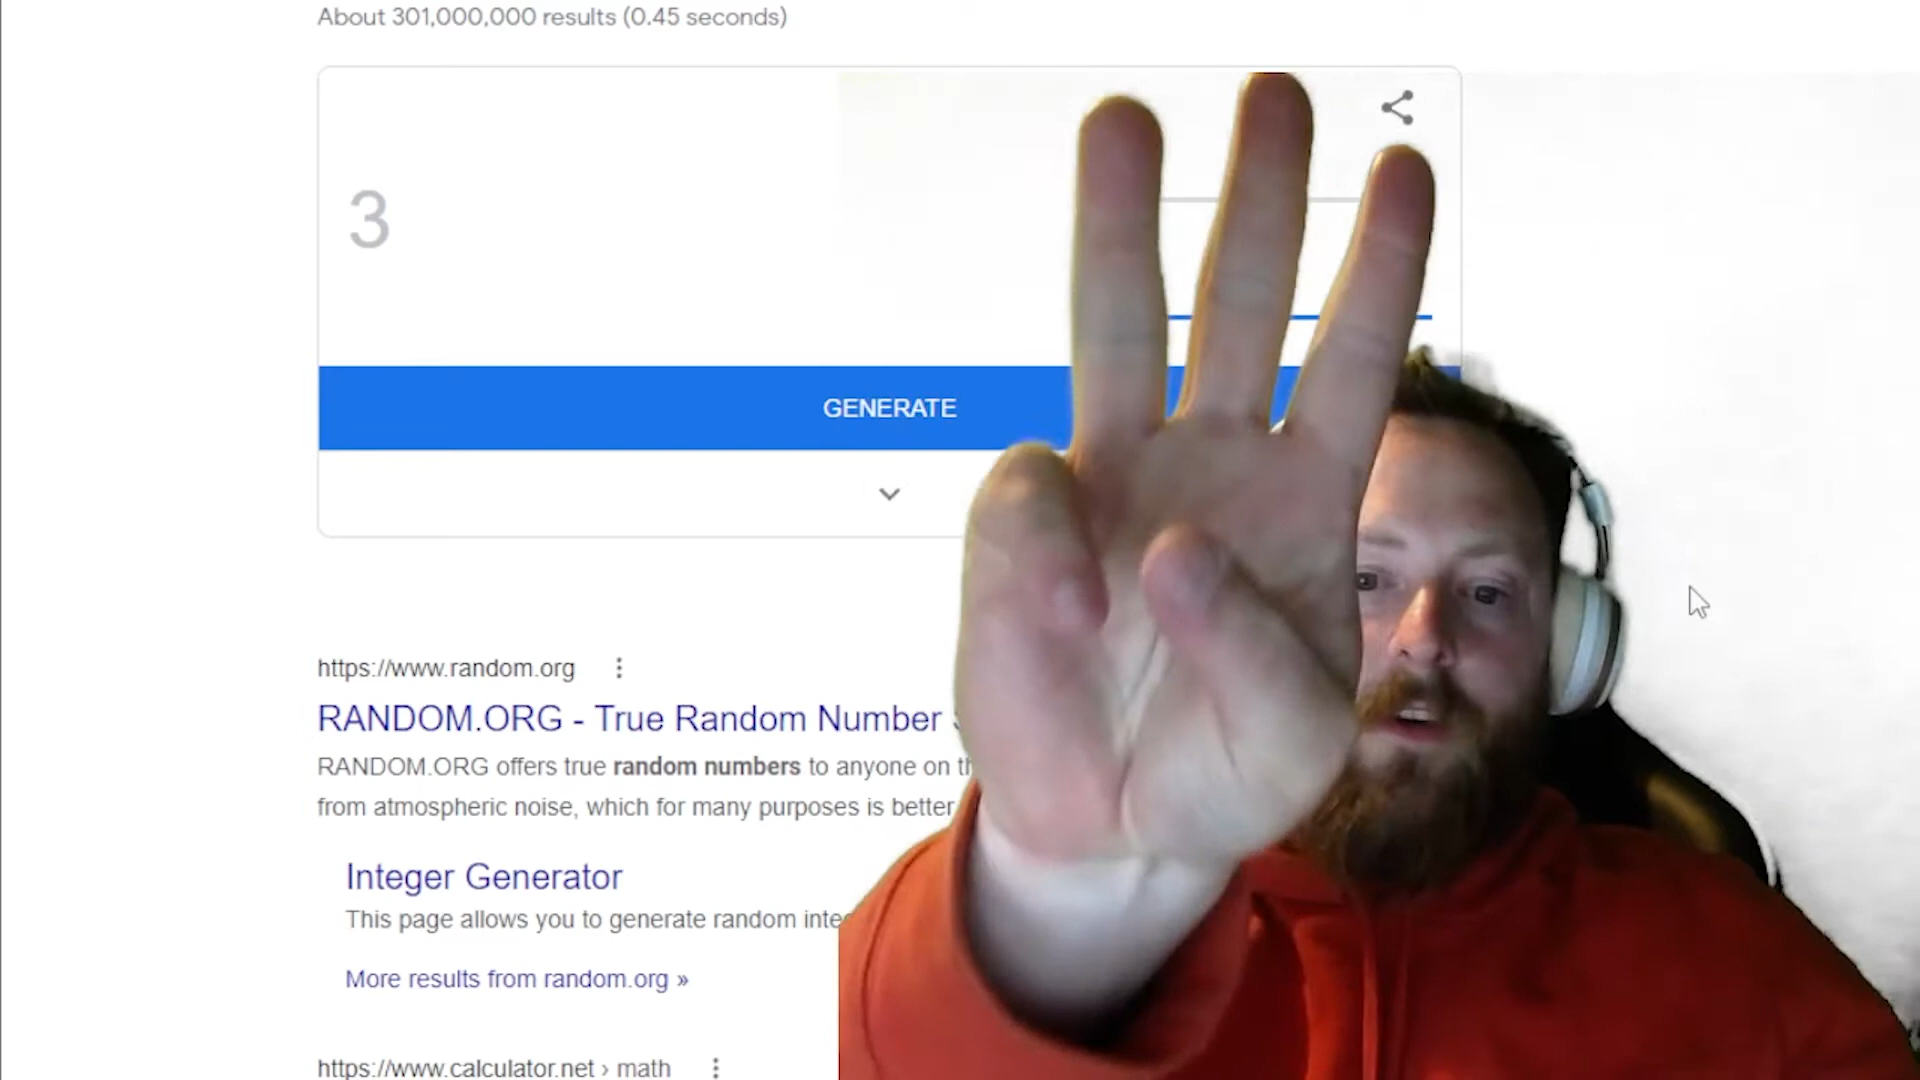 About 301,000,000 results (0.45 seconds)
3
GENERATE
https://www.random.org
RANDOM.ORG - True Random Number
RANDOM.ORG offers true random numbers to anyone on
from atmospheric noise, which for many purposes is better
Integer Generator
This page allows you to generate random
More results from random.org »
https://www.calculator.net › math